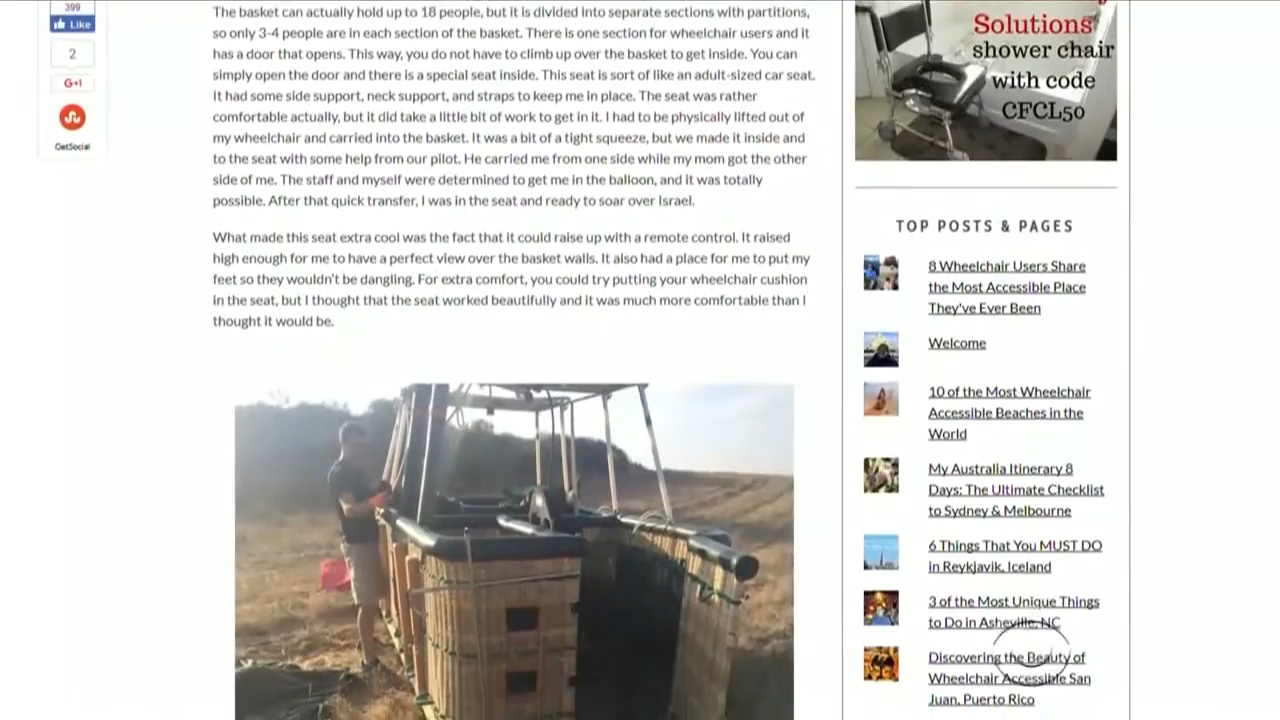 399
Like
2
G+1
GetSocial
The basket can actually hold up to 18 people, but it is divided into separate sections with partitions,
so only 3-4 people are in each section of the basket. There is one section for wheelchair users and it
has a door that opens. This way, you do not have to climb up over the basket to get inside. You can
simply open the door and there is a special seat inside. This seat is sort of like an adult-sized car seat.
It had some side support, neck support, and straps to keep me in place. The seat was rather
comfortable actually, but it did take a little bit of work to get in it. I had to be physically lifted out of
my wheelchair and carried into the basket. It was a bit of a tight squeeze, but we made it inside and
to the seat with some help from our pilot. He carried me from one side while my mom got the other
side of me. The staff and myself were determined to get me in the balloon, and it was totally
possible. After that quick transfer, I was in the seat and ready to soar over Israel.
What made this seat extra cool was the fact that it could raise up with a remote control. It raised
high enough for me to have a perfect view over the basket walls. It also had a place for me to put my
feet so they wouldn't be dangling. For extra comfort, you could try putting your wheelchair cushion
in the seat, but I thought that the seat worked beautifully and it was much more comfortable than I
thought it would be.
Solutions
shower chair
with code
CFCL50
TOP POSTS & PAGES
8 Wheelchair Users Share
the Most Accessible Place
They've Ever Been
Welcome
10 of the Most Wheelchair
Accessible Beaches in the
World
My Australia Itinerary 8
Days: The Ultimate Checklist
to Sydney & Melbourne
6 Things That You MUST DO
in Reykjavik, Iceland
3 of the Most Unique Things
to Do in Asheville, NC
Discovering the Beauty of
Wheelchair Accessible San
Juan, Puerto Rico